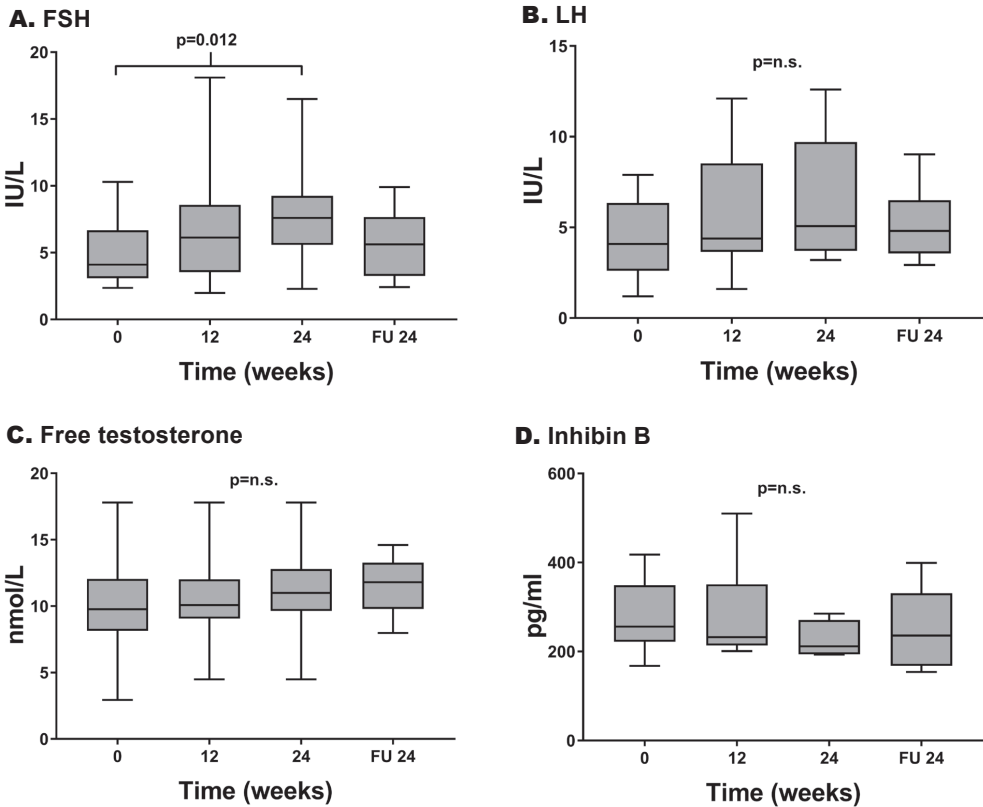 A. FSH
p=0.012
20
15
10
5
0
IU/L
0 12 24 FU 24
Time (weeks)
B. LH
p=n.s.
15
10
5
0
IU/L
0 12 24 FU 24
Time (weeks)
C. Free testosterone
p=n.s.
20
15
10
5
0
nmol/L
0 12 24 FU 24
Time (weeks)
D. Inhibin B
p=n.s.
600
400
200
0
pg/ml
0 12 24 FU 24
Time (weeks)